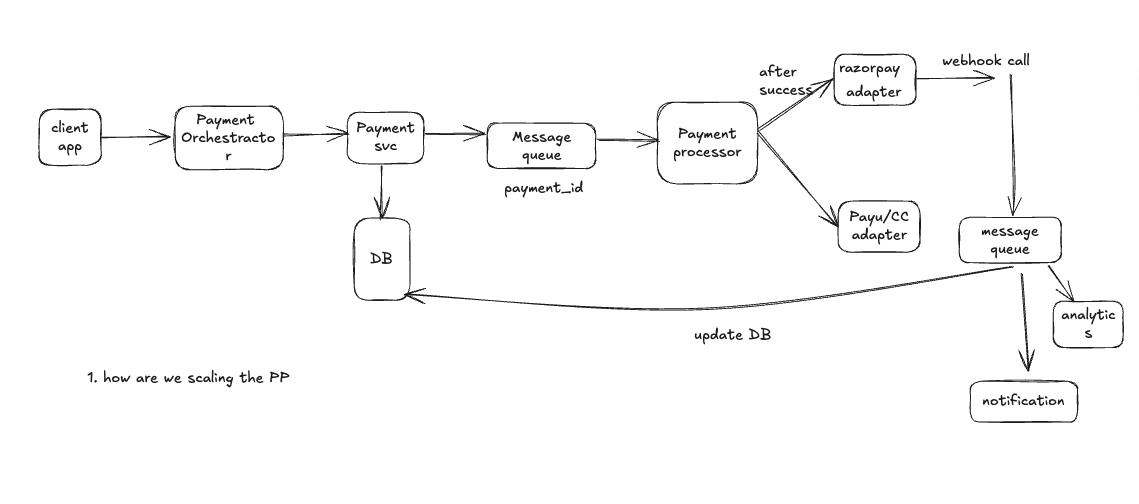 client
app
Payment
Orchestracto
r
Payment
svc
Message
queue
payment_id
Payment
processor
after
success
razorpay
adapter
webhook call
Payu/CC
adapter
DB
message
queue
analytic
s
update DB
notification
1. how are we scaling the PP